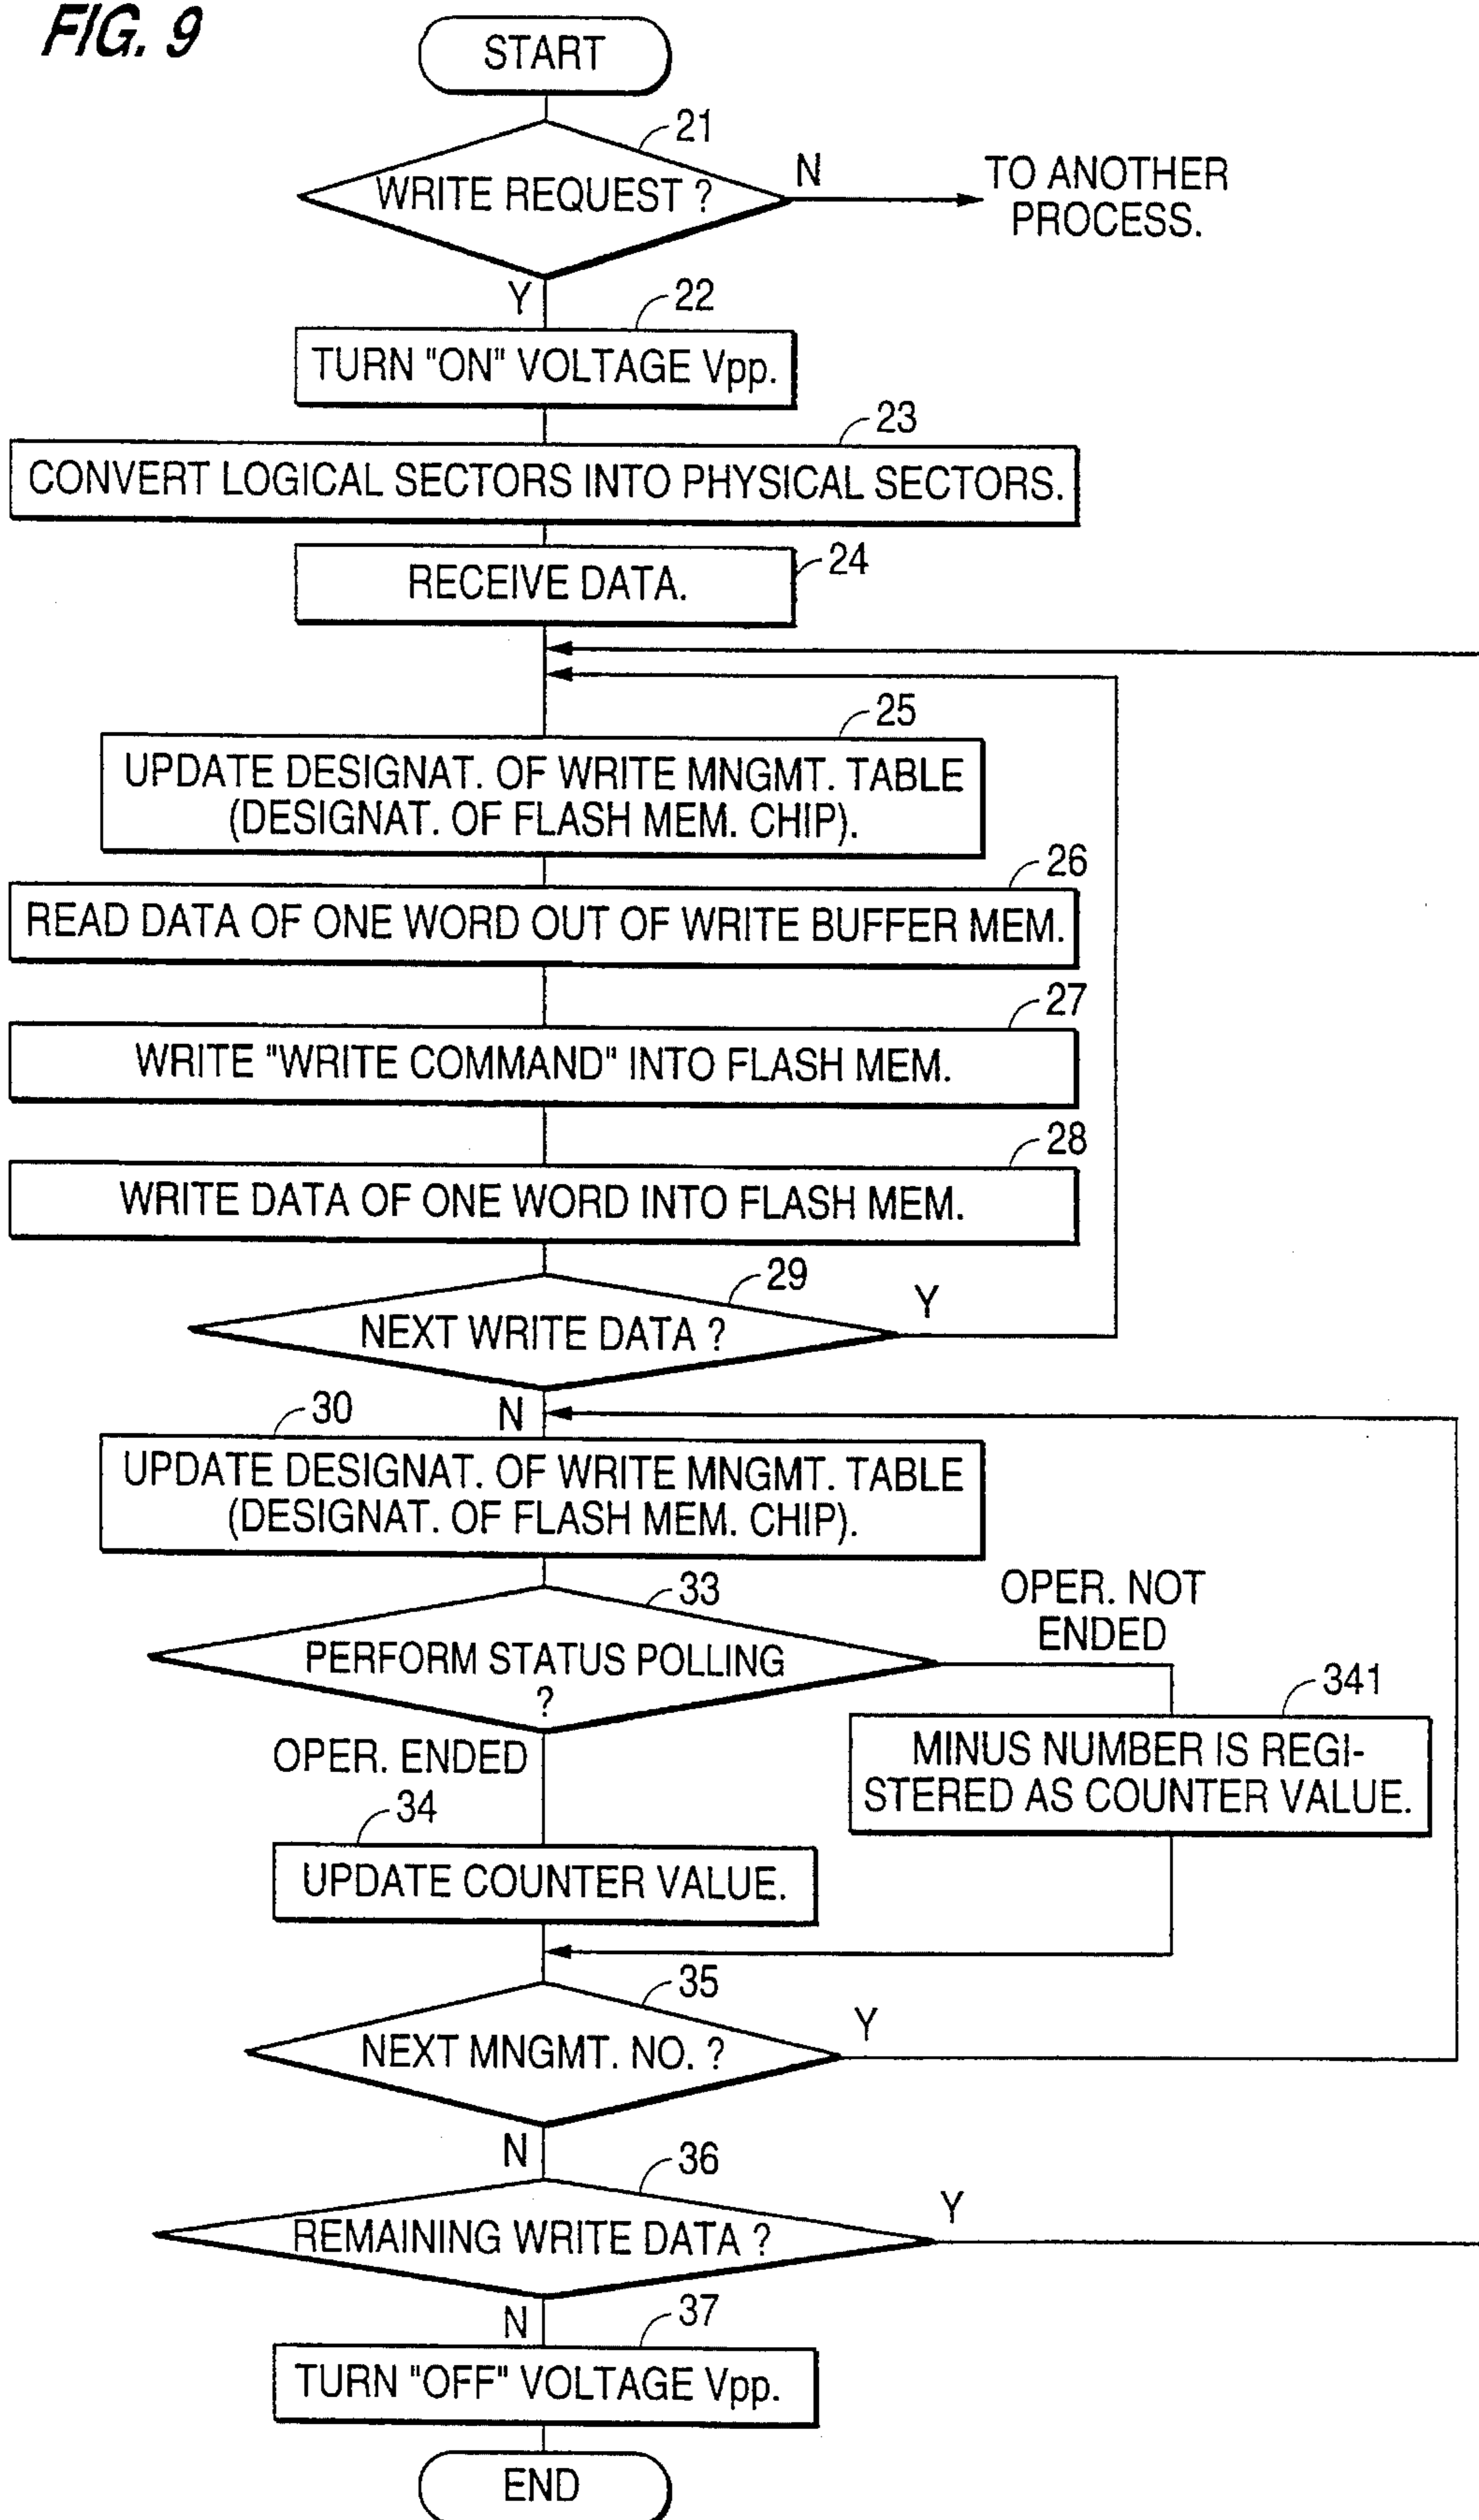 FIG. 9
START
21
WRITE REQUEST ?
N
TO ANOTHER
PROCESS.
Y
22
TURN "ON" VOLTAGE Vpp.
23
CONVERT LOGICAL SECTORS INTO PHYSICAL SECTORS.
24
RECEIVE DATA.
25
UPDATE DESIGNAT. OF WRITE MNGMT. TABLE
(DESIGNAT. OF FLASH MEM. CHIP).
26
READ DATA OF ONE WORD OUT OF WRITE BUFFER MEM.
27
WRITE "WRITE COMMAND" INTO FLASH MEM.
28
WRITE DATA OF ONE WORD INTO FLASH MEM.
29
NEXT WRITE DATA ?
Y
N
30
UPDATE DESIGNAT. OF WRITE MNGMT. TABLE
(DESIGNAT. OF FLASH MEM. CHIP).
33
PERFORM STATUS POLLING
?
OPER. NOT
ENDED
341
MINUS NUMBER IS REGI-
STERED AS COUNTER VALUE.
OPER. ENDED
34
UPDATE COUNTER VALUE.
35
NEXT MNGMT. NO. ?
Y
N
36
REMAINING WRITE DATA ?
Y
N
37
TURN "OFF" VOLTAGE Vpp.
END